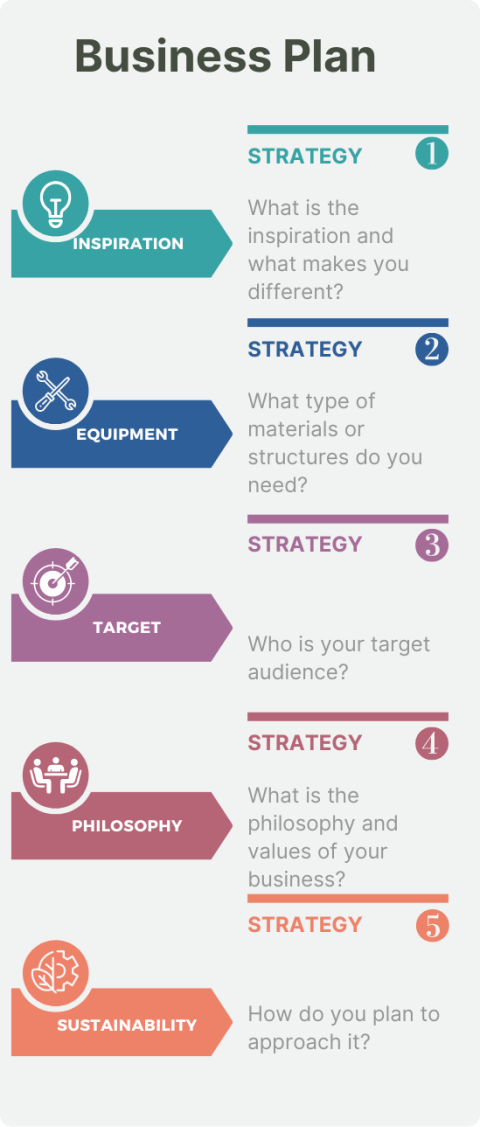 Business Plan
STRATEGY 1
INSPIRATION
What is the
inspiration and
what makes you
different?
STRATEGY 2
EQUIPMENT
What type of
materials or
structures do you
need?
STRATEGY 3
TARGET
Who is your target
audience?
STRATEGY 4
PHILOSOPHY
What is the
philosophy and
values of your
business?
STRATEGY 5
SUSTAINABILITY
How do you plan to
approach it?